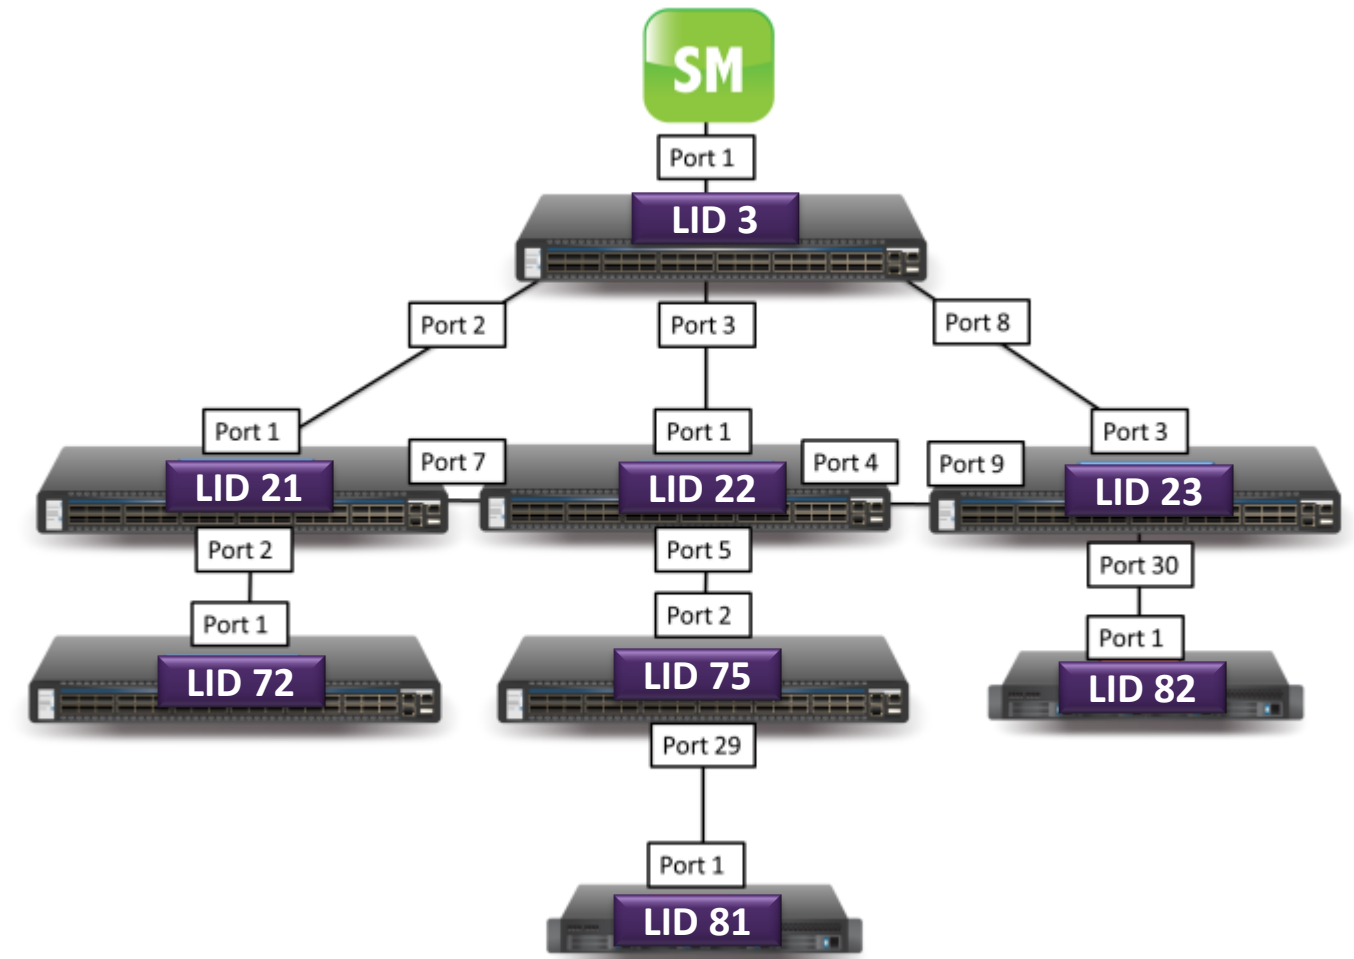 SM
Port 1
LID 3
Port 2
Port 3
Port 8
Port 1
Port 1
Port 3
Port 7
Port 4
Port 9
LID 21
LID 22
LID 23
Port 2
Port 5
Port 30
Port 1
Port 2
Port 1
LID 72
LID 75
LID 82
Port 29
Port 1
LID 81